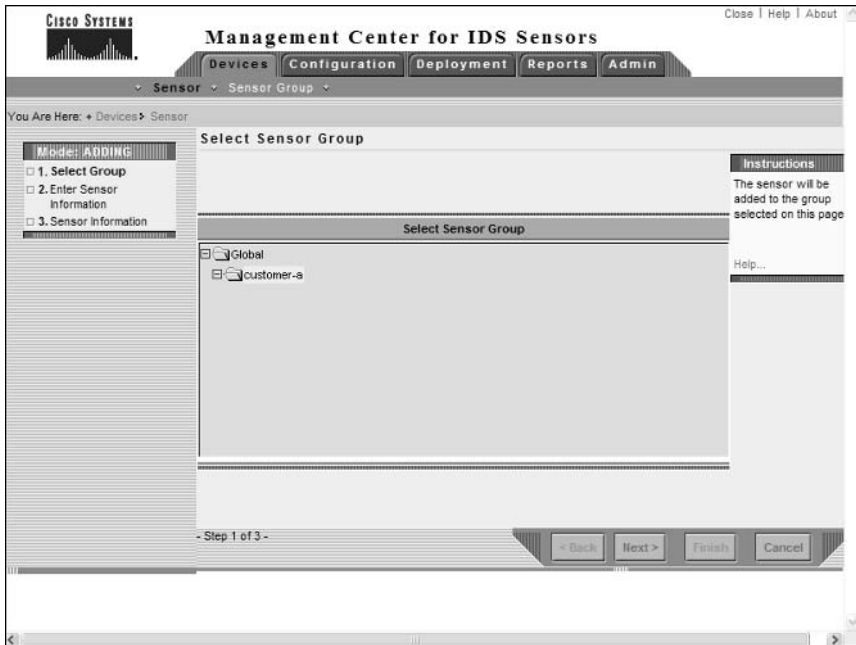 Close | Help | About
CISCO SYSTEMS
Management Center for IDS Sensors
Devices Configuration Deployment Reports Admin
Sensor Sensor Group
You Are Here: Devices Sensor
Mode: ADDING
1. Select Group
2. Enter Sensor
Information
3. Sensor Information
Select Sensor Group
Select Sensor Group
Global
customer-a
Instructions
The sensor will be
added to the group
selected on this page
Help...
- Step 1 of 3 -
< Back Next > Finish Cancel